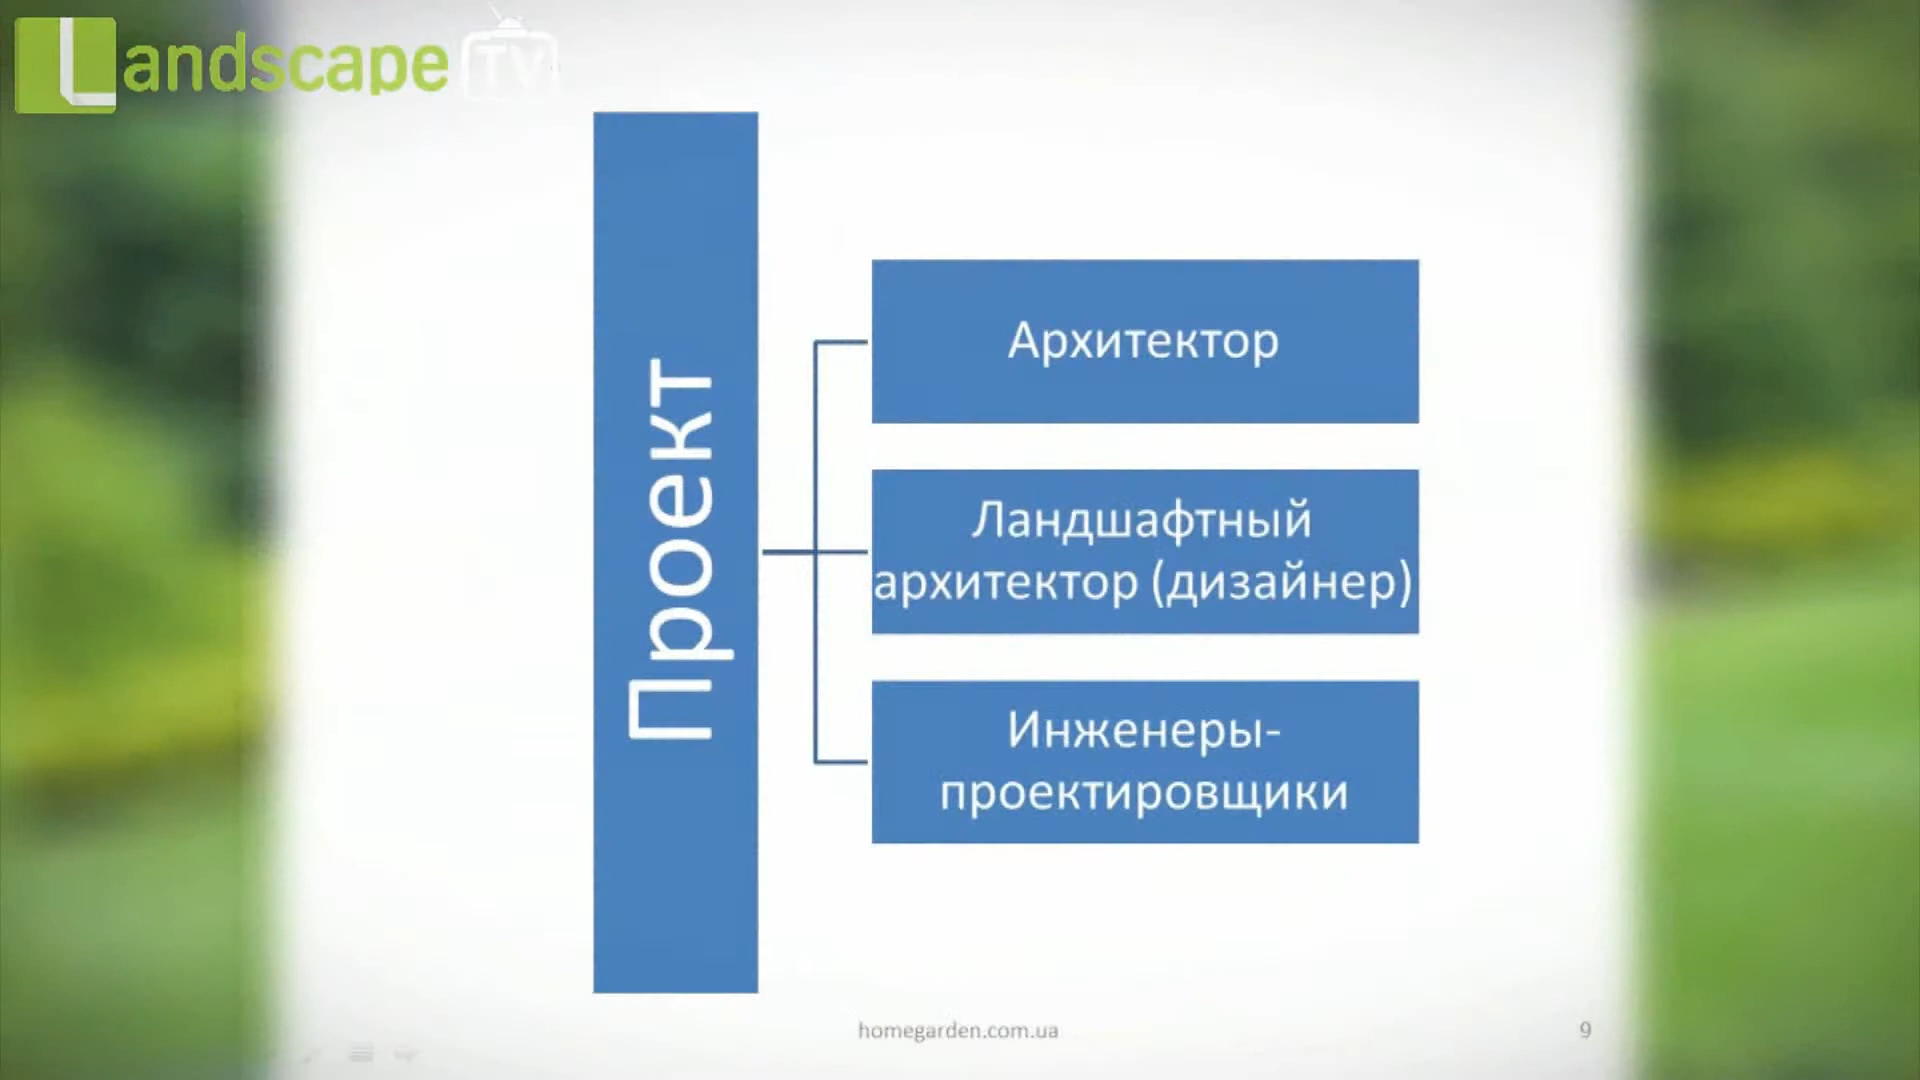 Landscape TV
Проект
Архитектор
Ландшафтный
архитектор (дизайнер)
Инженеры-
проектировщики
homegarden.com.ua
9